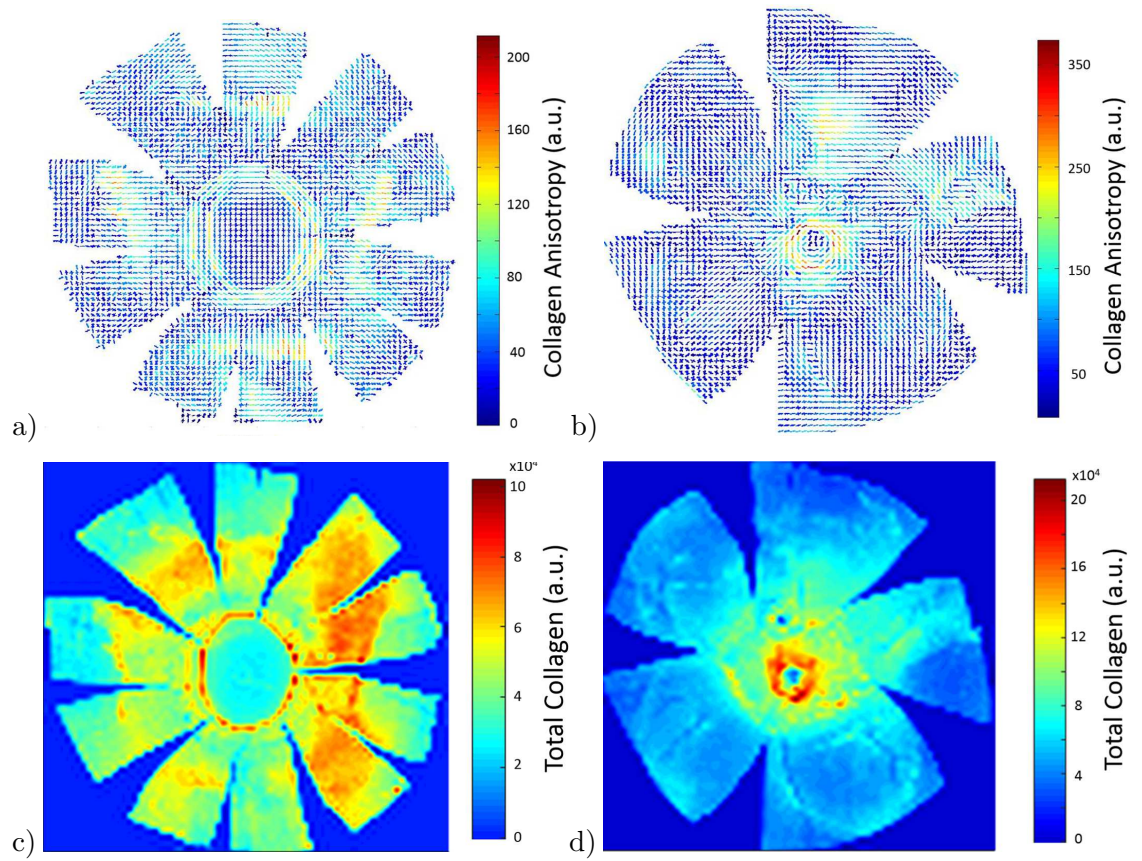 200
160
120
80
40
0
Collagen Anisotropy (a.u.)
350
250
150
50
Collagen Anisotropy (a.u.)
a)
b)
x10⁴
10
8
6
4
2
0
Total Collagen (a.u.)
x10⁴
20
16
12
8
4
0
Total Collagen (a.u.)
c)
d)